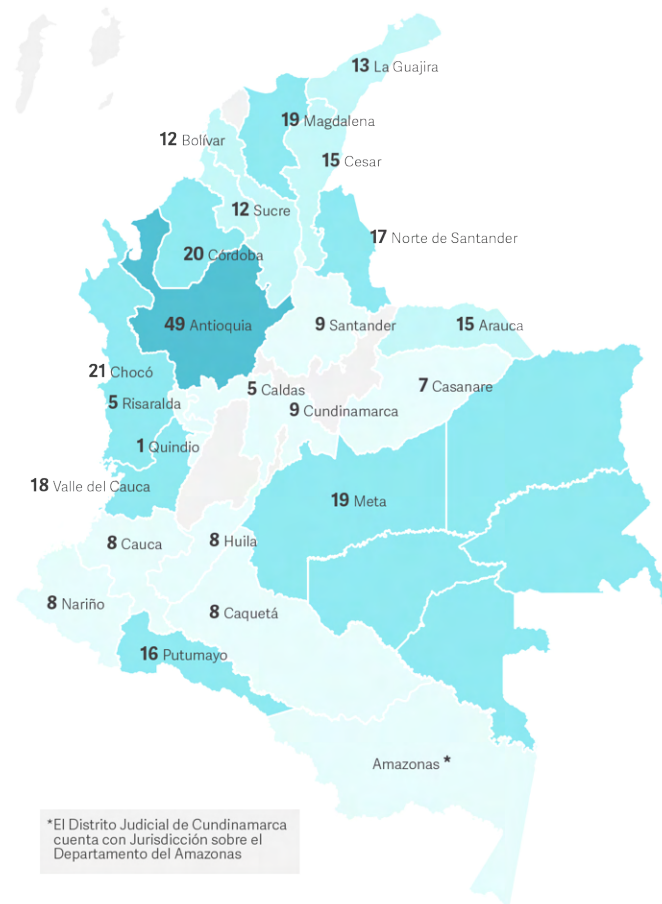 13 La Guajira
19 Magdalena
12 Bolívar
15 Cesar
12 Sucre
17 Norte de Santander
20 Córdoba
49 Antioquia
9 Santander
15 Arauca
21 Chocó
5 Caldas
7 Casanare
5 Risaralda
9 Cundinamarca
1 Quindio
18 Valle del Cauca
19 Meta
8 Cauca
8 Huila
8 Nariño
8 Caquetá
16 Putumayo
Amazonas *
*El Distrito Judicial de Cundinamarca
cuenta con Jurisdicción sobre el
Departamento del Amazonas